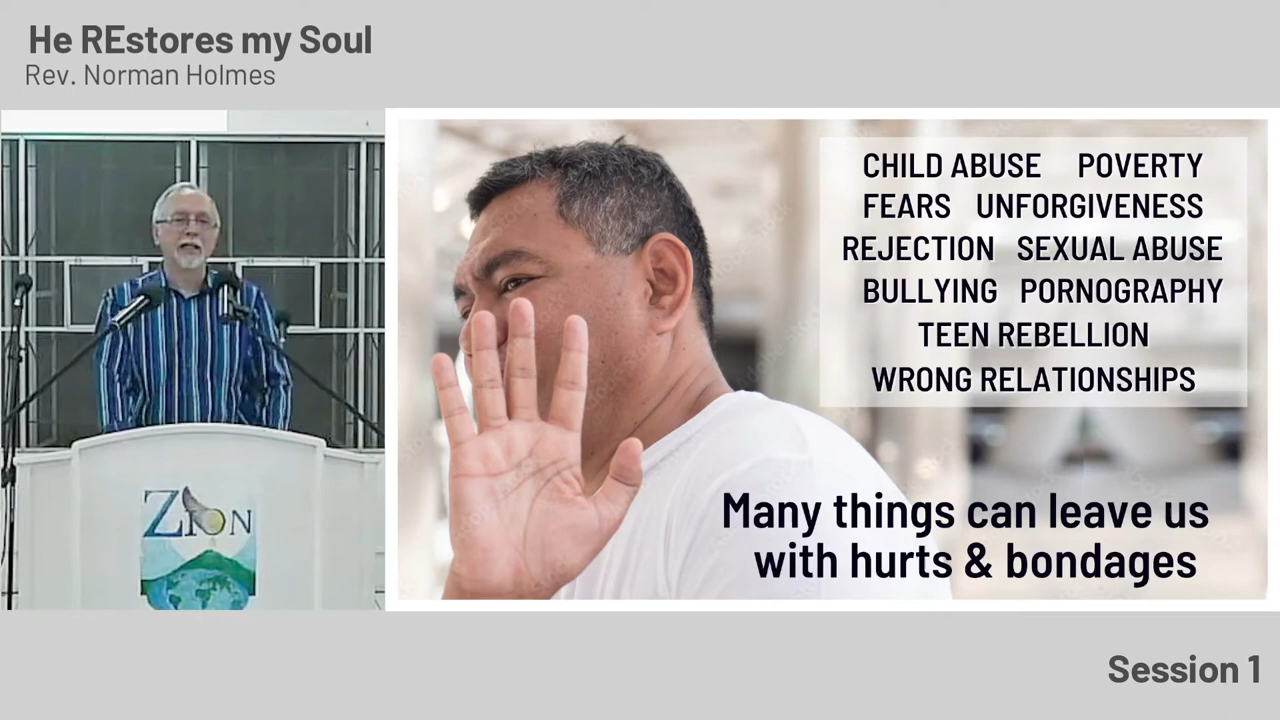 He REstores my Soul
Rev. Norman Holmes
CHILD ABUSE POVERTY
FEARS UNFORGIVENESS
REJECTION SEXUAL ABUSE
BULLYING PORNOGRAPHY
TEEN REBELLION
WRONG RELATIONSHIPS
Many things can leave us
with hurts & bondages
ZION
Session 1